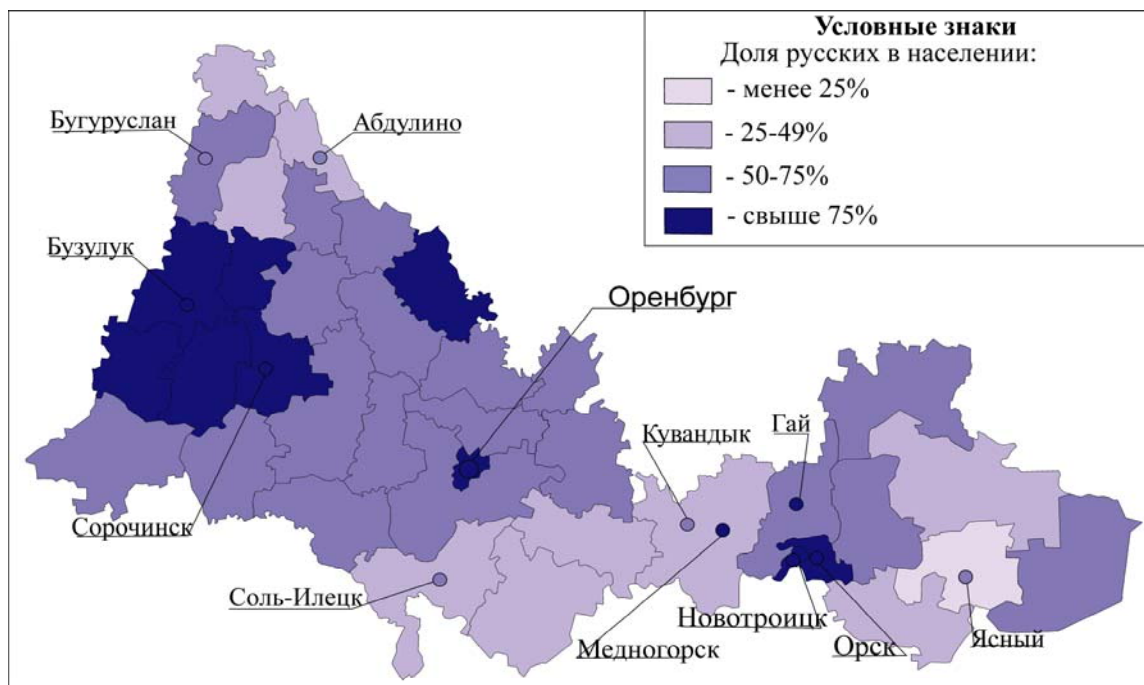 Условные знаки
Доля русских в населении:
- менее 25%
- 25-49%
- 50-75%
- свыше 75%
Бугуруслан
Абдулино
Бузулук
Оренбург
Кувандык
Гай
Сорочинск
Соль-Илецк
Новотроицк
Медногорск
Орск
Ясный